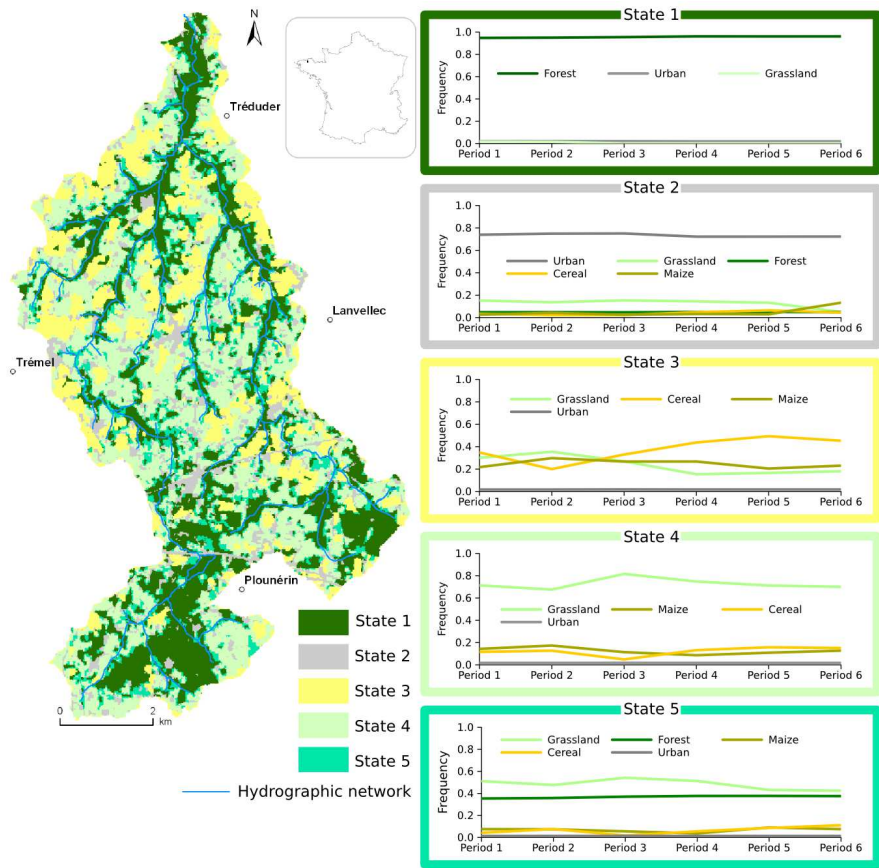 N
Tréduder
Lanvellec
Trémel
Plounérin
0 2
km
State 1
State 2
State 3
State 4
State 5
Hydrographic network
State 1
Frequency
1.0
0.8
0.6
0.4
0.2
0.0
Forest Urban Grassland
Period 1 Period 2 Period 3 Period 4 Period 5 Period 6
State 2
Frequency
1.0
0.8
0.6
0.4
0.2
0.0
Urban Grassland Forest
Cereal Maize
Period 1 Period 2 Period 3 Period 4 Period 5 Period 6
State 3
Frequency
1.0
0.8
0.6
0.4
0.2
0.0
Grassland Cereal Maize
Urban
Period 1 Period 2 Period 3 Period 4 Period 5 Period 6
State 4
Frequency
1.0
0.8
0.6
0.4
0.2
0.0
Grassland Maize Cereal
Urban
Period 1 Period 2 Period 3 Period 4 Period 5 Period 6
State 5
Frequency
1.0
0.8
0.6
0.4
0.2
0.0
Grassland Forest Maize
Cereal Urban
Period 1 Period 2 Period 3 Period 4 Period 5 Period 6